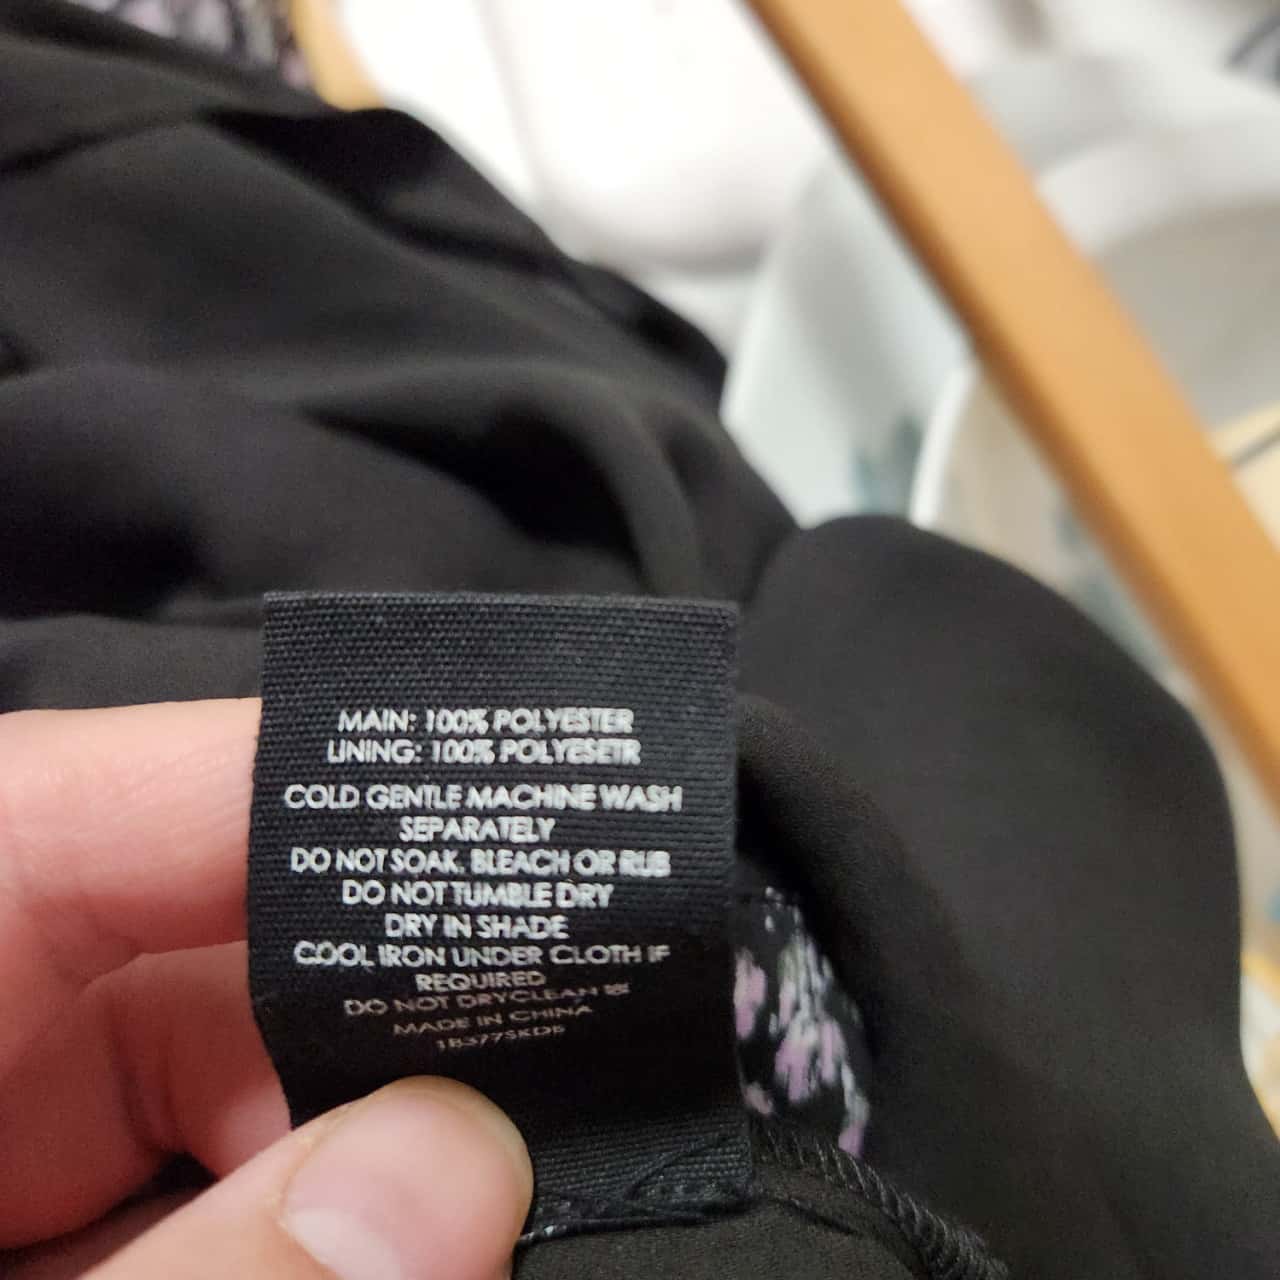 MAIN: 100% POLYESTER
LINING: 100% POLYESETR
COLD GENTLE MACHINE WASH
SEPARATELY
DO NOT SOAK, BLEACH OR RUB
DO NOT TUMBLE DRY
DRY IN SHADE
COOL IRON UNDER CLOTH IF
REQUIRED
DO NOT DRYCLEAN
MADE IN CHINA